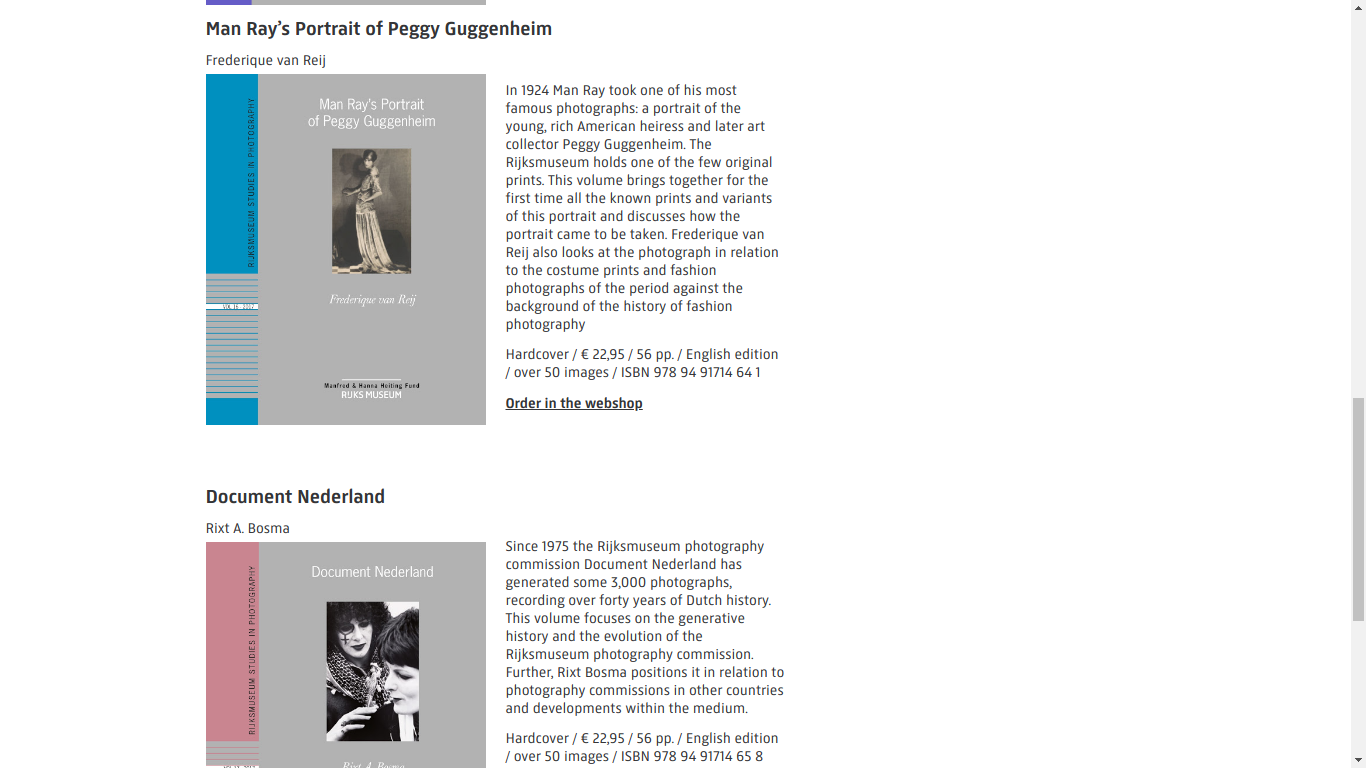 Man Ray’s Portrait of Peggy Guggenheim
Frederique van Reij
RIJKSMUSEUM STUDIES IN PHOTOGRAPHY
Man Ray's Portrait
of Peggy Guggenheim
Frederique van Reij
Manfred & Hanna Heiting Fund
RIJKS MUSEUM
In 1924 Man Ray took one of his most
famous photographs: a portrait of the
young, rich American heiress and later art
collector Peggy Guggenheim. The
Rijksmuseum holds one of the few original
prints. This volume brings together for the
first time all the known prints and variants
of this portrait and discusses how the
portrait came to be taken. Frederique van
Reij also looks at the photograph in relation
to the costume prints and fashion
photographs of the period against the
background of the history of fashion
photography
Hardcover / € 22,95 / 56 pp. / English edition
/ over 50 images / ISBN 978 94 91714 64 1
Order in the webshop
Document Nederland
Rixt A. Bosma
RIJKSMUSEUM STUDIES IN PHOTOGRAPHY
Document Nederland
Rixt A. Bosma
Since 1975 the Rijksmuseum photography
commission Document Nederland has
generated some 3,000 photographs,
recording over forty years of Dutch history.
This volume focuses on the generative
history and the evolution of the
Rijksmuseum photography commission.
Further, Rixt Bosma positions it in relation to
photography commissions in other countries
and developments within the medium.
Hardcover / € 22,95 / 56 pp. / English edition
/ over 50 images / ISBN 978 94 91714 65 8